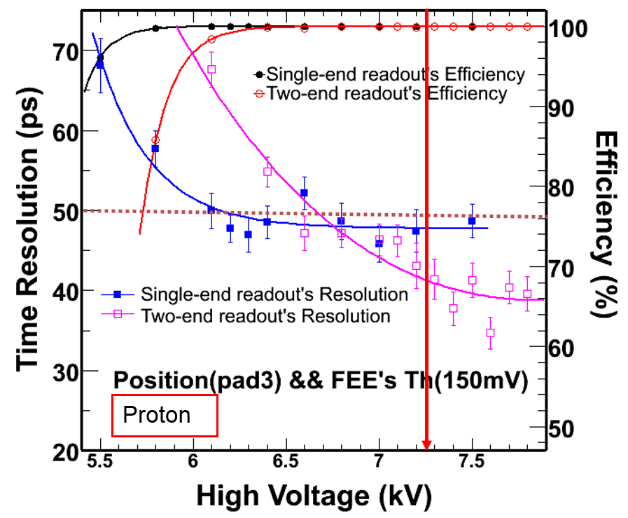 Time Resolution (ps)
70
60
50
40
30
20
100
90
80
70
60
50
Efficiency (%)
Single-end readout's Efficiency
Two-end readout's Efficiency
Single-end readout's Resolution
Two-end readout's Resolution
Position(pad3) && FEE's Th(150mV)
Proton
5.5 6 6.5 7 7.5
High Voltage (kV)